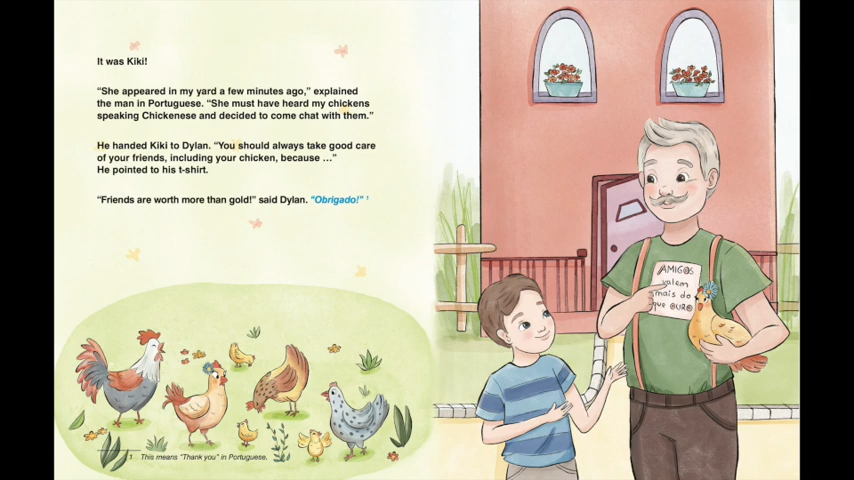 It was Kiki!
“She appeared in my yard a few minutes ago,” explained
the man in Portuguese. “She must have heard my chickens
speaking Chickenese and decided to come chat with them.”
He handed Kiki to Dylan. “You should always take good care
of your friends, including your chicken, because …”
He pointed to his t-shirt.
“Friends are worth more than gold!” said Dylan. “Obrigado!” ¹
1 This means “Thank you” in Portuguese.
AMIGOS
valem
mais do
que OURO